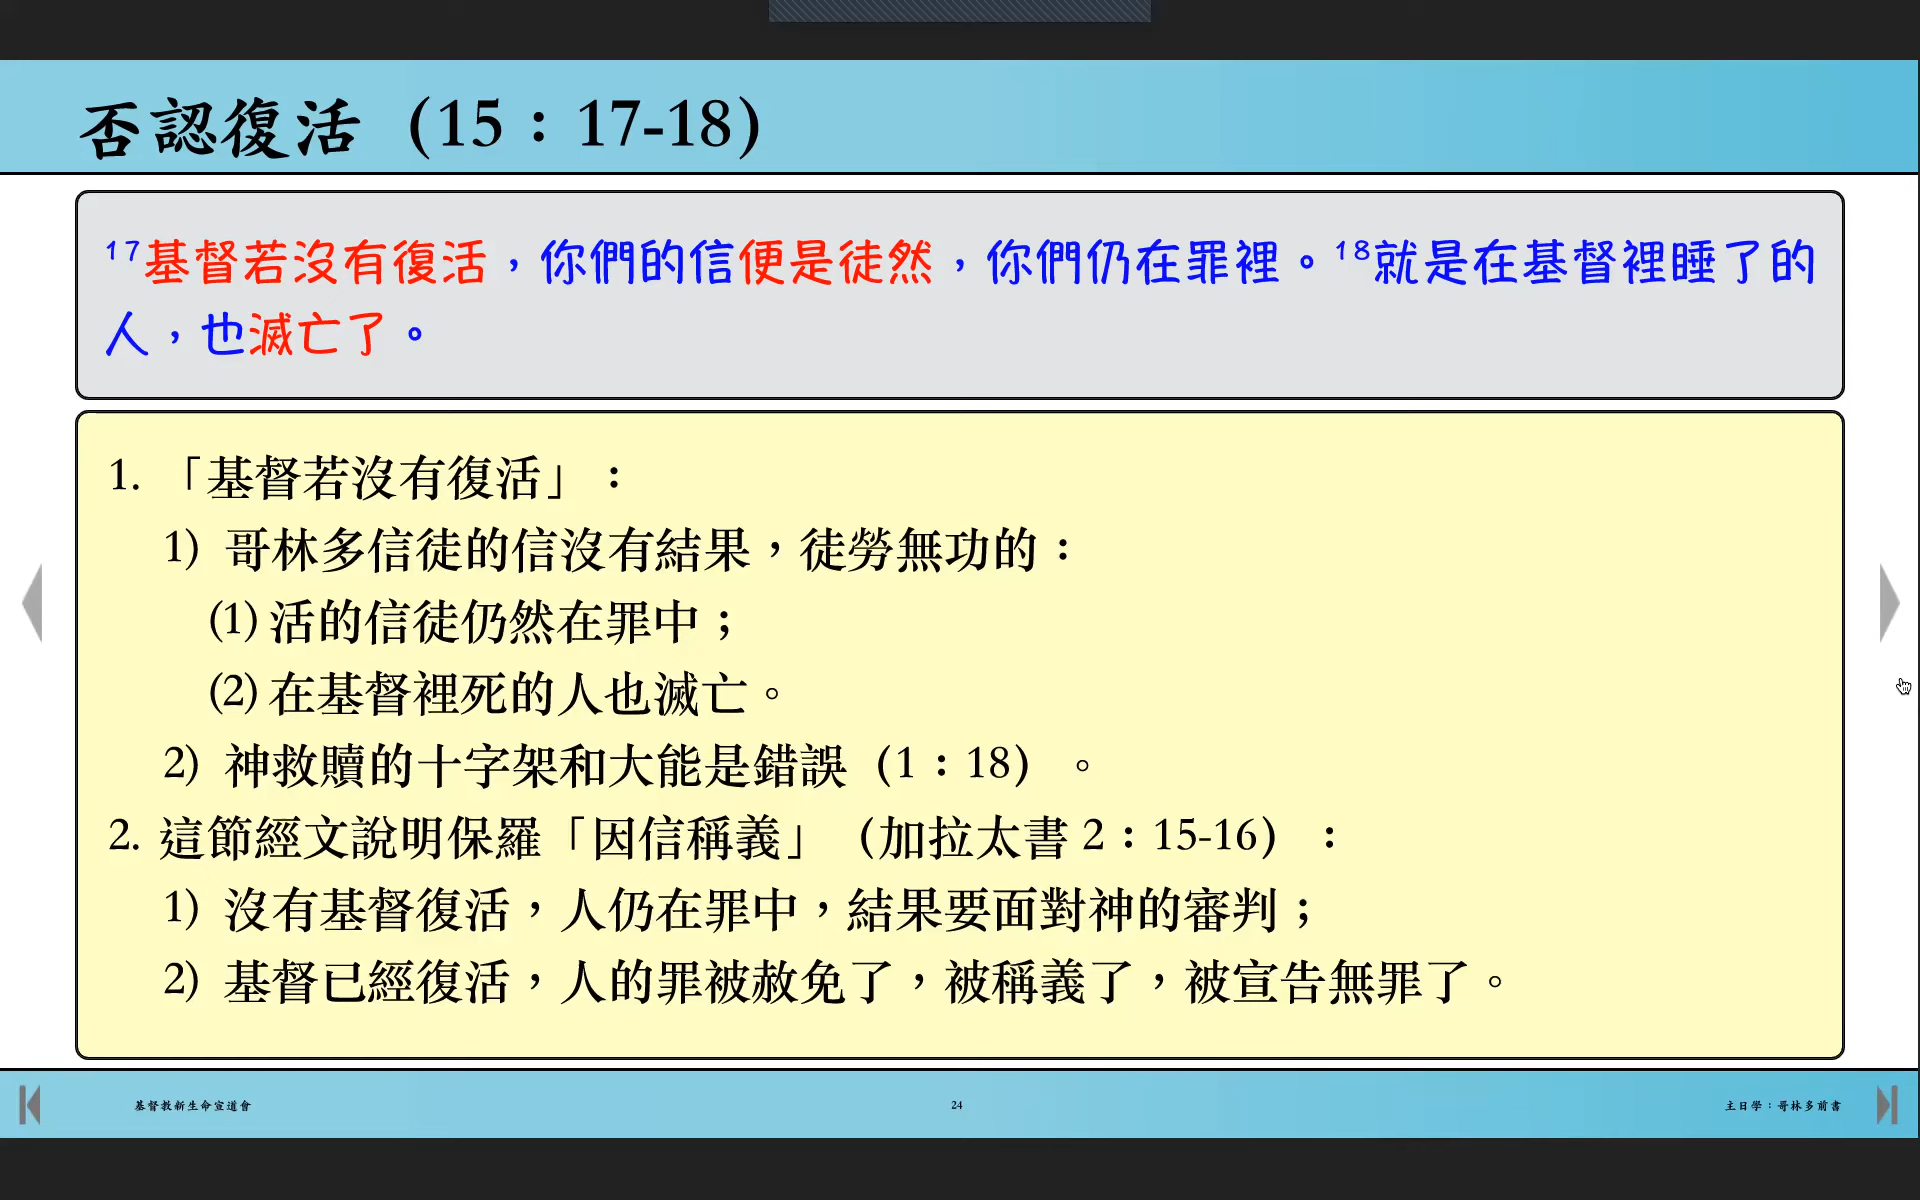 否認復活（15：17-18）
17基督若沒有復活，你們的信便是徒然，你們仍在罪裡。18就是在基督裡睡了的
人，也滅亡了。
1. 「基督若沒有復活」：
1) 哥林多信徒的信沒有結果，徒勞無功的：
(1) 活的信徒仍然在罪中；
(2) 在基督裡死的人也滅亡。
2) 神救贖的十字架和大能是錯誤（1：18）。
2. 這節經文說明保羅「因信稱義」（加拉太書 2：15-16）：
1) 沒有基督復活，人仍在罪中，結果要面對神的審判；
2) 基督已經復活，人的罪被赦免了，被稱義了，被宣告無罪了。
基督教新生命宣道會
24
主日學：哥林多前書